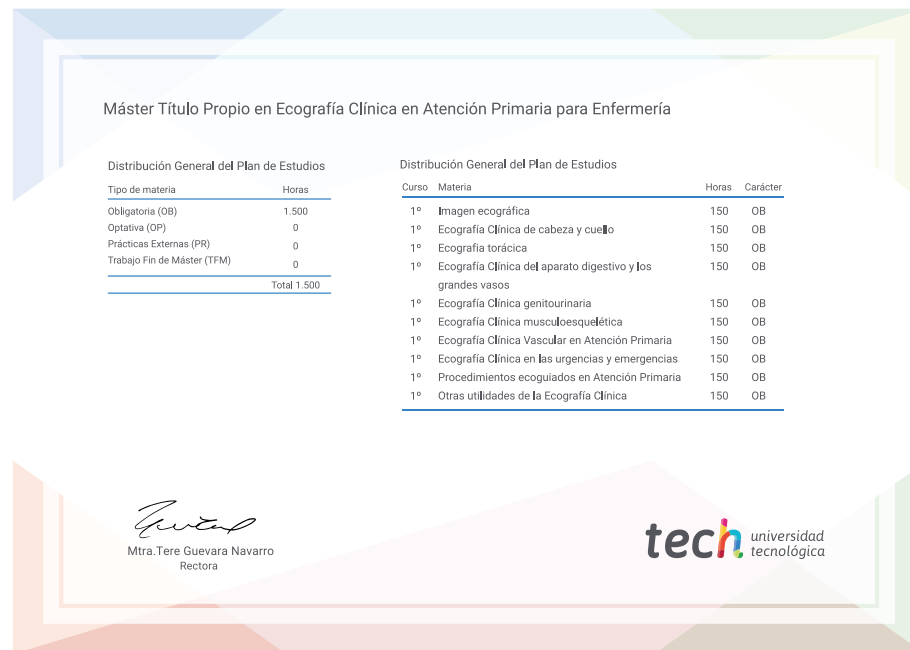 Máster Título Propio en Ecografía Clínica en Atención Primaria para Enfermería
Distribución General del Plan de Estudios
Tipo de materia Horas
Obligatoria (OB) 1.500
Optativa (OP) 0
Prácticas Externas (PR) 0
Trabajo Fin de Máster (TFM) 0
Total 1.500
Distribución General del Plan de Estudios
Curso Materia Horas Carácter
1º Imagen ecográfica 150 OB
1º Ecografía Clínica de cabeza y cuello 150 OB
1º Ecografia torácica 150 OB
1º Ecografía Clínica del aparato digestivo y los 150 OB
grandes vasos
1º Ecografía Clínica genitourinaria 150 OB
1º Ecografía Clínica musculoesquelética 150 OB
1º Ecografía Clínica Vascular en Atención Primaria 150 OB
1º Ecografía Clínica en las urgencias y emergencias 150 OB
1º Procedimientos ecoguiados en Atención Primaria 150 OB
1º Otras utilidades de la Ecografía Clínica 150 OB
Mtra.Tere Guevara Navarro
Rectora
tech universidad
tecnológica